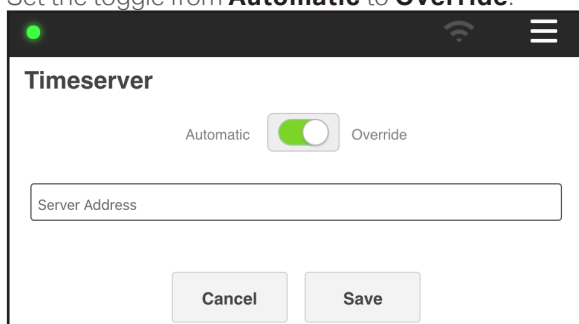 Set the toggle from Automatic to Override.
Timeserver
Automatic Override
Server Address
Cancel Save